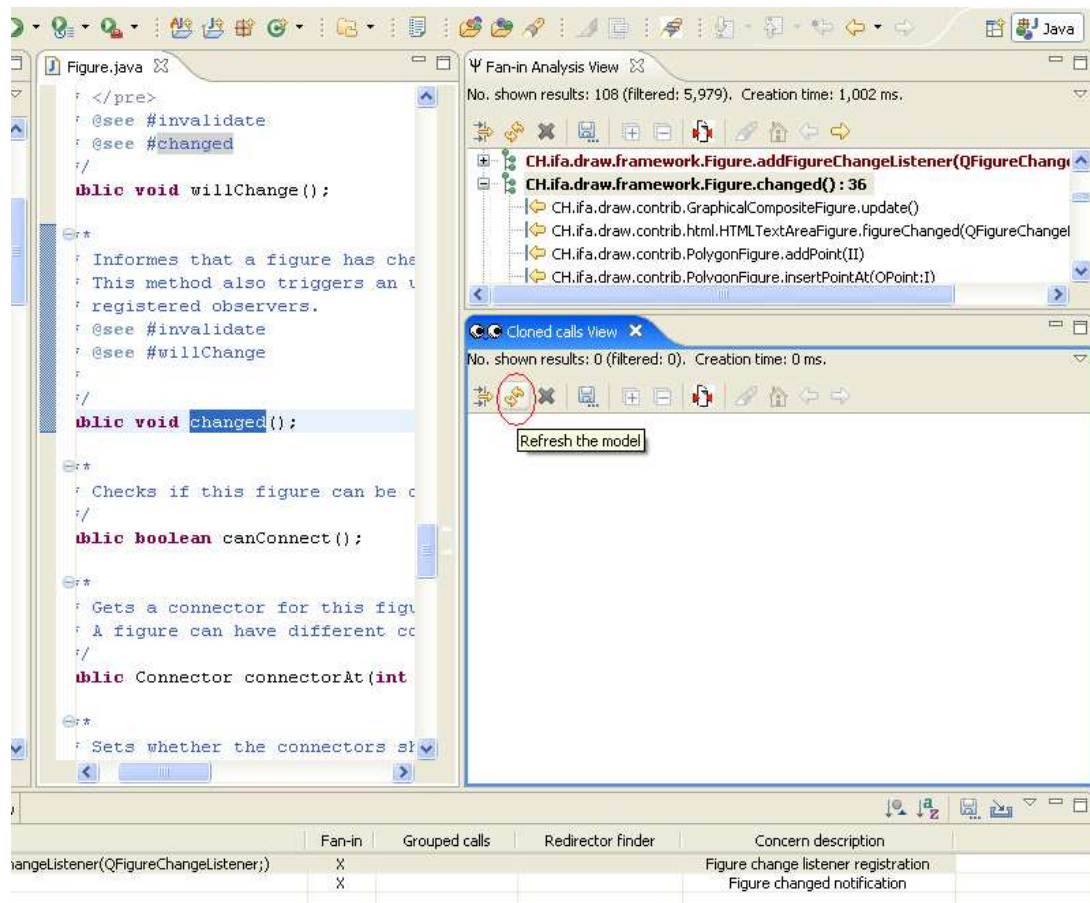 Java
Figure.java
* </pre>
* @see #invalidate
* @see #changed
*/
ublic void willChange();
* Informes that a figure has cha
* This method also triggers an u
* registered observers.
* @see #invalidate
* @see #willChange
*
*/
ublic void changed();
* Checks if this figure can be c
*/
ublic boolean canConnect();
* Gets a connector for this figu
* A figure can have different co
*/
ublic Connector connectorAt(int
* Sets whether the connectors sh
Fan-in Analysis View
No. shown results: 108 (filtered: 5,979). Creation time: 1,002 ms.
CH.ifa.draw.framework.Figure.addFigureChangeListener(QFigureChange
CH.ifa.draw.framework.Figure.changed() : 36
CH.ifa.draw.contrib.GraphicalCompositeFigure.update()
CH.ifa.draw.contrib.html.HTMLTextAreaFigure.figureChanged(QFigureChangeI
CH.ifa.draw.contrib.PolygonFigure.addPoint(II)
CH.ifa.draw.contrib.PolygonFigure.insertPointAt(QPoint;I)
Cloned calls View
No. shown results: 0 (filtered: 0). Creation time: 0 ms.
Refresh the model
Fan-in Grouped calls Redirector finder Concern description
hangeListener(QFigureChangeListener;) X Figure change listener registration
X Figure changed notification